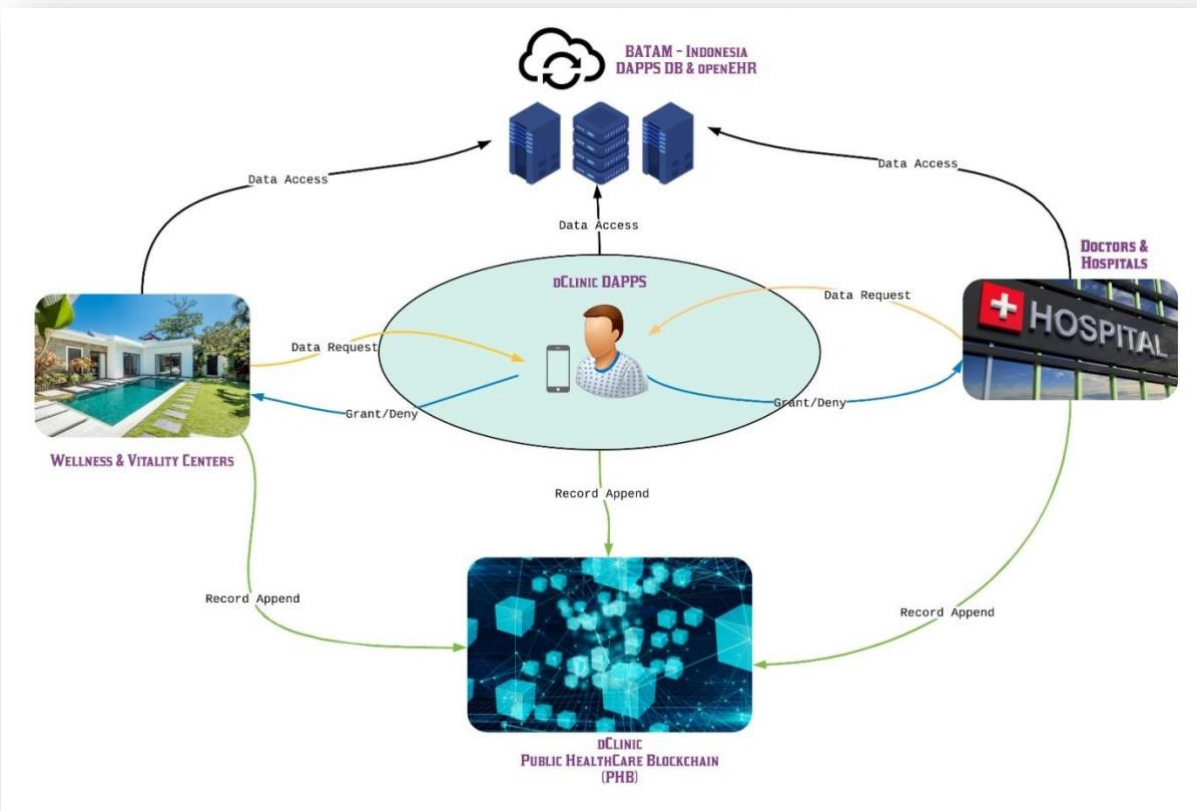 BATAM - INDONESIA
DAPPS DB & OPENEHR
Data Access
Data Access
Data Access
DOCTORS &
HOSPITALS
DCLINIC DAPPS
Data Request
HOSPITAL
Data Request
Grant/Deny
Grant/Deny
WELLNESS & VITALITY CENTERS
Record Append
Record Append
Record Append
DCLINIC
PUBLIC HEALTHCARE BLOCKCHAIN
(PHB)